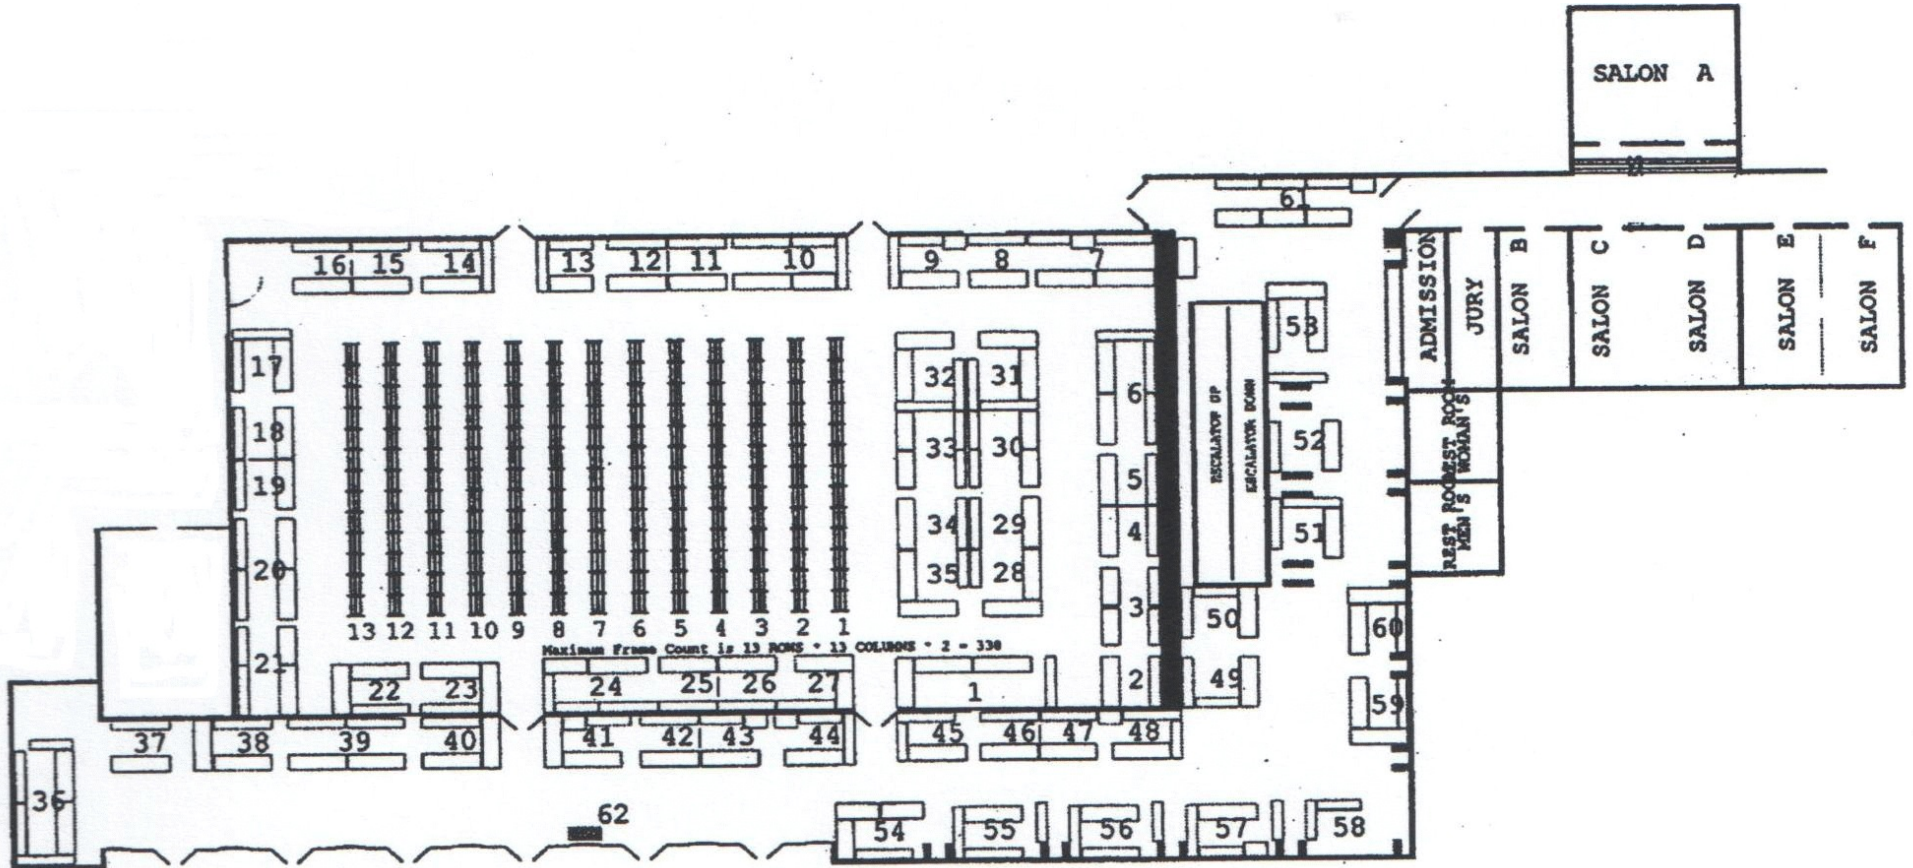 SALON A
61
ADMISSION
JURY
SALON B
SALON C
SALON D
SALON E
SALON F
16 15 14
13 12 11 10
9 8 7
53
17
32 31
6
18
33 30
ESCALATOR UP
ESCALATOR DOWN
52
19
5
REST ROOM
WOMAN'S
34 29
4
51
REST ROOM
MEN'S
20
35 28
3
50
60
13 12 11 10 9 8 7 6 5 4 3 2 1
Maximum Frame Count is 13 ROWS * 13 COLUMNS * 2 = 338
21
22 23
24 25 26 27
1
2
49
59
37 38 39 40
41 42 43 44
45 46 47 48
36
62
54 55 56 57 58